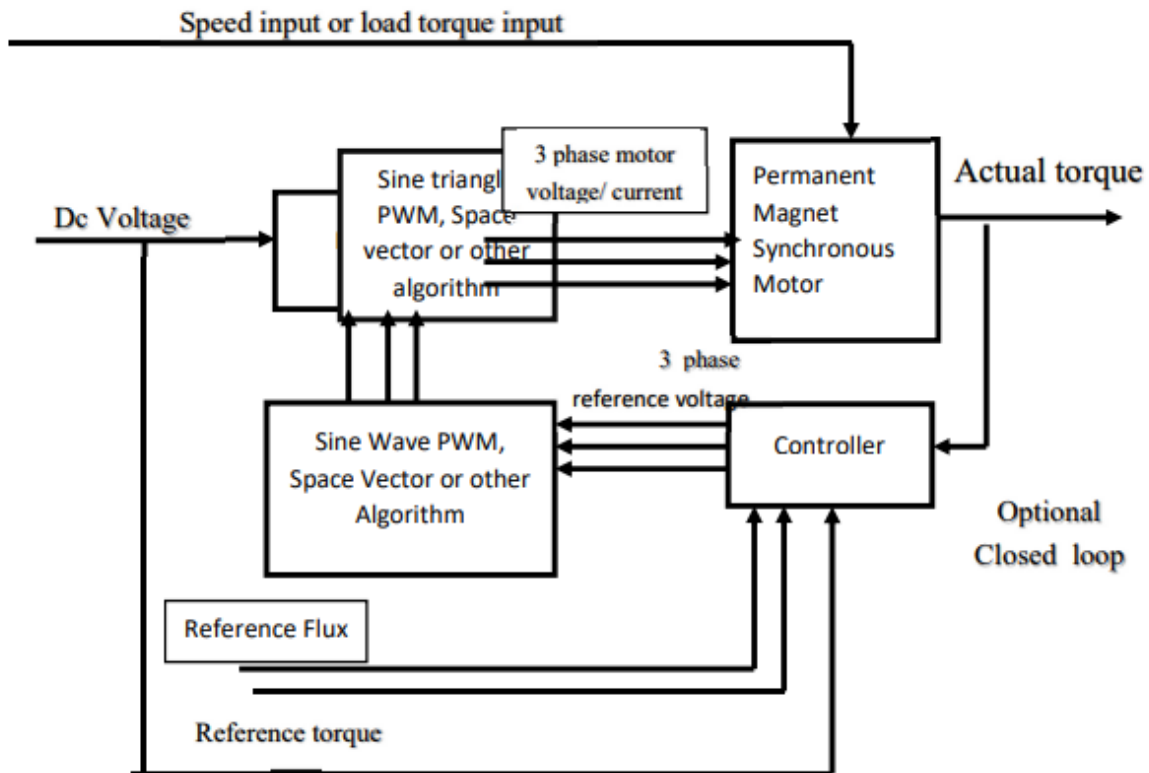 Speed input or load torque input
3 phase motor
voltage/ current
Sine triangl
PWM, Space
vector or other
algorithm
Permanent
Magnet
Synchronous
Motor
Actual torque
Dc Voltage
3 phase
reference voltage
Sine Wave PWM,
Space Vector or other
Algorithm
Controller
Optional
Closed loop
Reference Flux
Reference torque